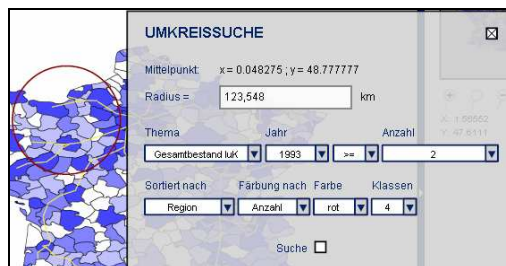 UMKREISSUCHE
Mittelpunkt: x = 0.048275 ; y = 48.777777
Radius = 123,548 km
Thema Jahr Anzahl
Gesamtbestand IuK 1993 >= 2
Sortiert nach Färbung nach Farbe Klassen
Region Anzahl rot 4
Suche